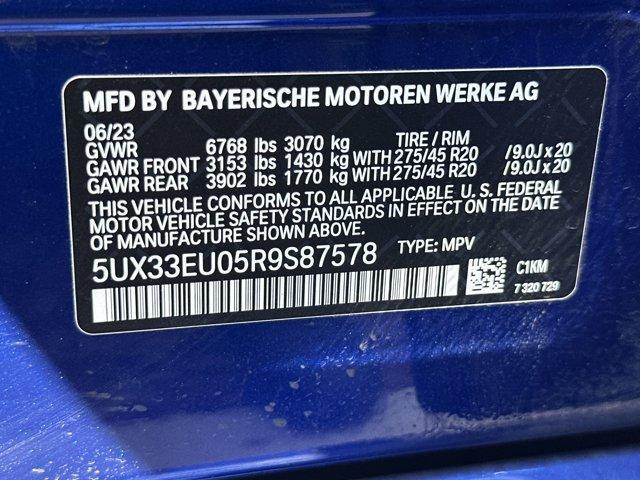 MFD BY BAYERISCHE MOTOREN WERKE AG
06/23 TIRE / RIM
GVWR 6768 lbs 3070 kg
GAWR FRONT 3153 lbs 1430 kg WITH 275/45 R20 / 9.0J x 20
GAWR REAR 3902 lbs 1770 kg WITH 275/45 R20 / 9.0J x 20
THIS VEHICLE CONFORMS TO ALL APPLICABLE U. S. FEDERAL
MOTOR VEHICLE SAFETY STANDARDS IN EFFECT ON THE DATE
OF MANUFACTURE SHOWN ABOVE.
5UX33EU05R9S87578 TYPE: MPV
C1KM
7 320 729